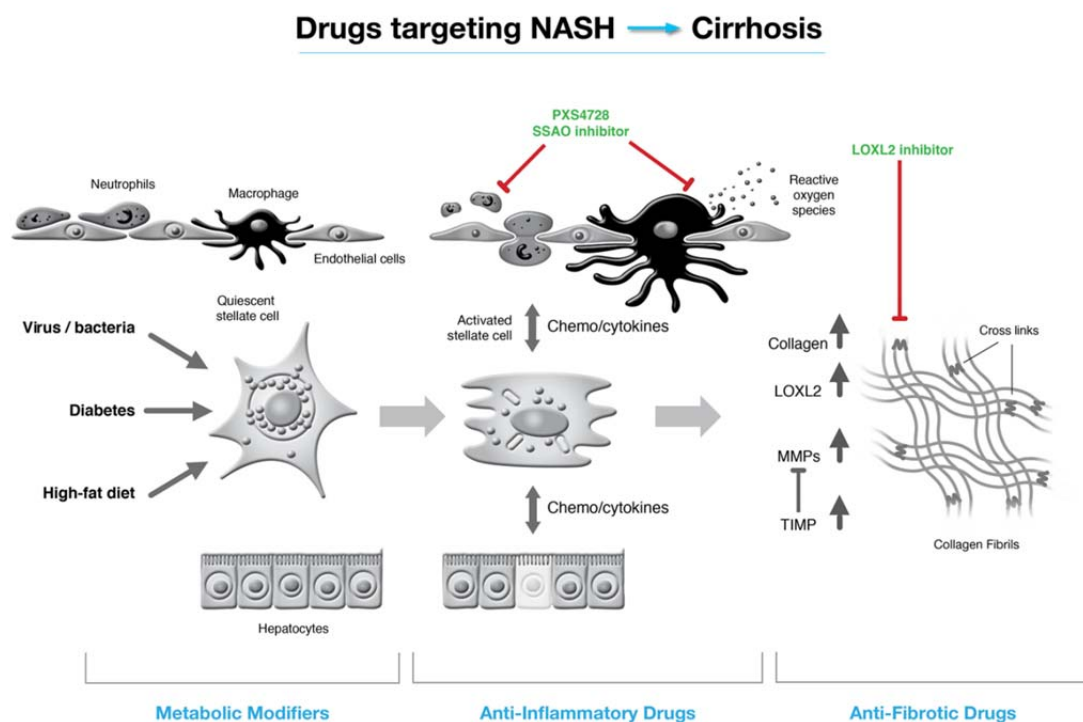 Drugs targeting NASH → Cirrhosis
PXS4728
SSAO inhibitor
LOXL2 inhibitor
Neutrophils
Macrophage
Endothelial cells
Reactive
oxygen
species
Quiescent
stellate cell
Virus / bacteria
Diabetes
High-fat diet
Activated
stellate cell
Chemo/cytokines
Chemo/cytokines
Collagen
LOXL2
MMPs
TIMP
Cross links
Collagen Fibrils
Hepatocytes
Metabolic Modifiers
Anti-Inflammatory Drugs
Anti-Fibrotic Drugs